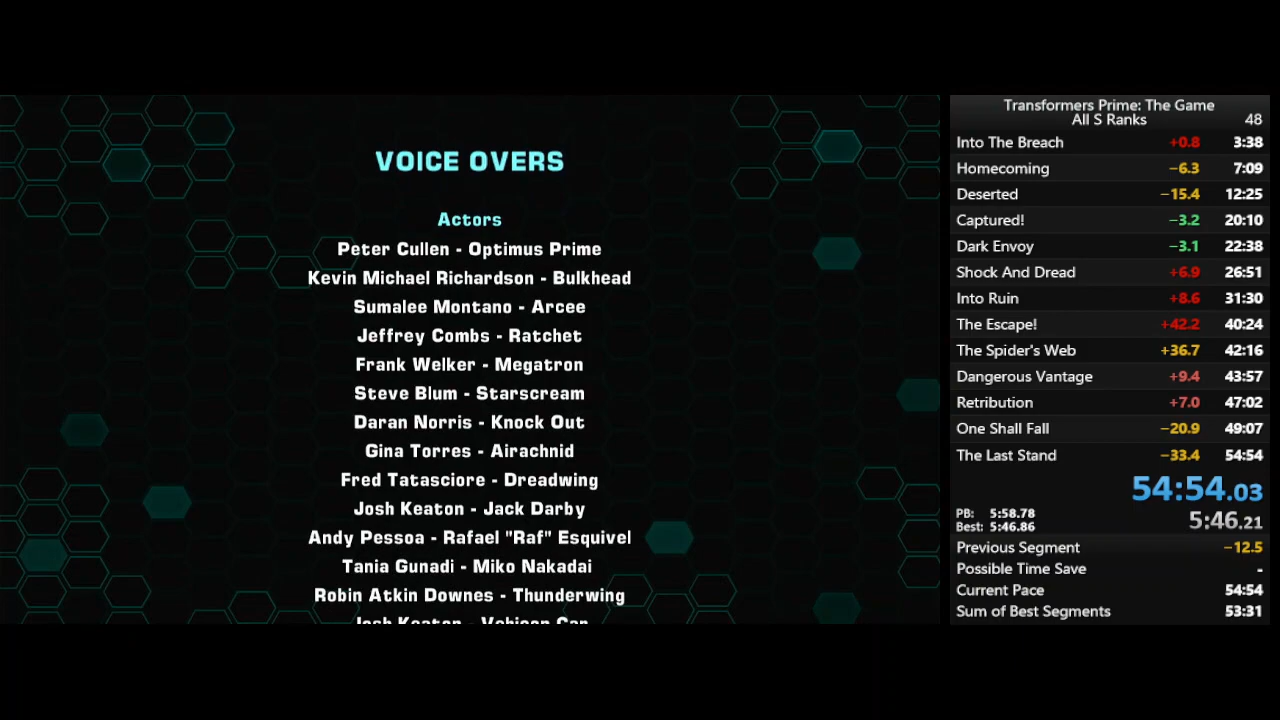 VOICE OVERS
Actors
Peter Cullen - Optimus Prime
Kevin Michael Richardson - Bulkhead
Sumalee Montano - Arcee
Jeffrey Combs - Ratchet
Frank Welker - Megatron
Steve Blum - Starscream
Daran Norris - Knock Out
Gina Torres - Airachnid
Fred Tatasciore - Dreadwing
Josh Keaton - Jack Darby
Andy Pessoa - Rafael "Raf" Esquivel
Tania Gunadi - Miko Nakadai
Robin Atkin Downes - Thunderwing
Josh Keaton - Vehicon Car
Transformers Prime: The Game
All S Ranks 48
Into The Breach +0.8 3:38
Homecoming −6.3 7:09
Deserted −15.4 12:25
Captured! −3.2 20:10
Dark Envoy −3.1 22:38
Shock And Dread +6.9 26:51
Into Ruin +8.6 31:30
The Escape! +42.2 40:24
The Spider's Web +36.7 42:16
Dangerous Vantage +9.4 43:57
Retribution +7.0 47:02
One Shall Fall −20.9 49:07
The Last Stand −33.4 54:54
54:54.03
PB: 5:58.78
Best: 5:46.86
5:46.21
Previous Segment −12.5
Possible Time Save -
Current Pace 54:54
Sum of Best Segments 53:31